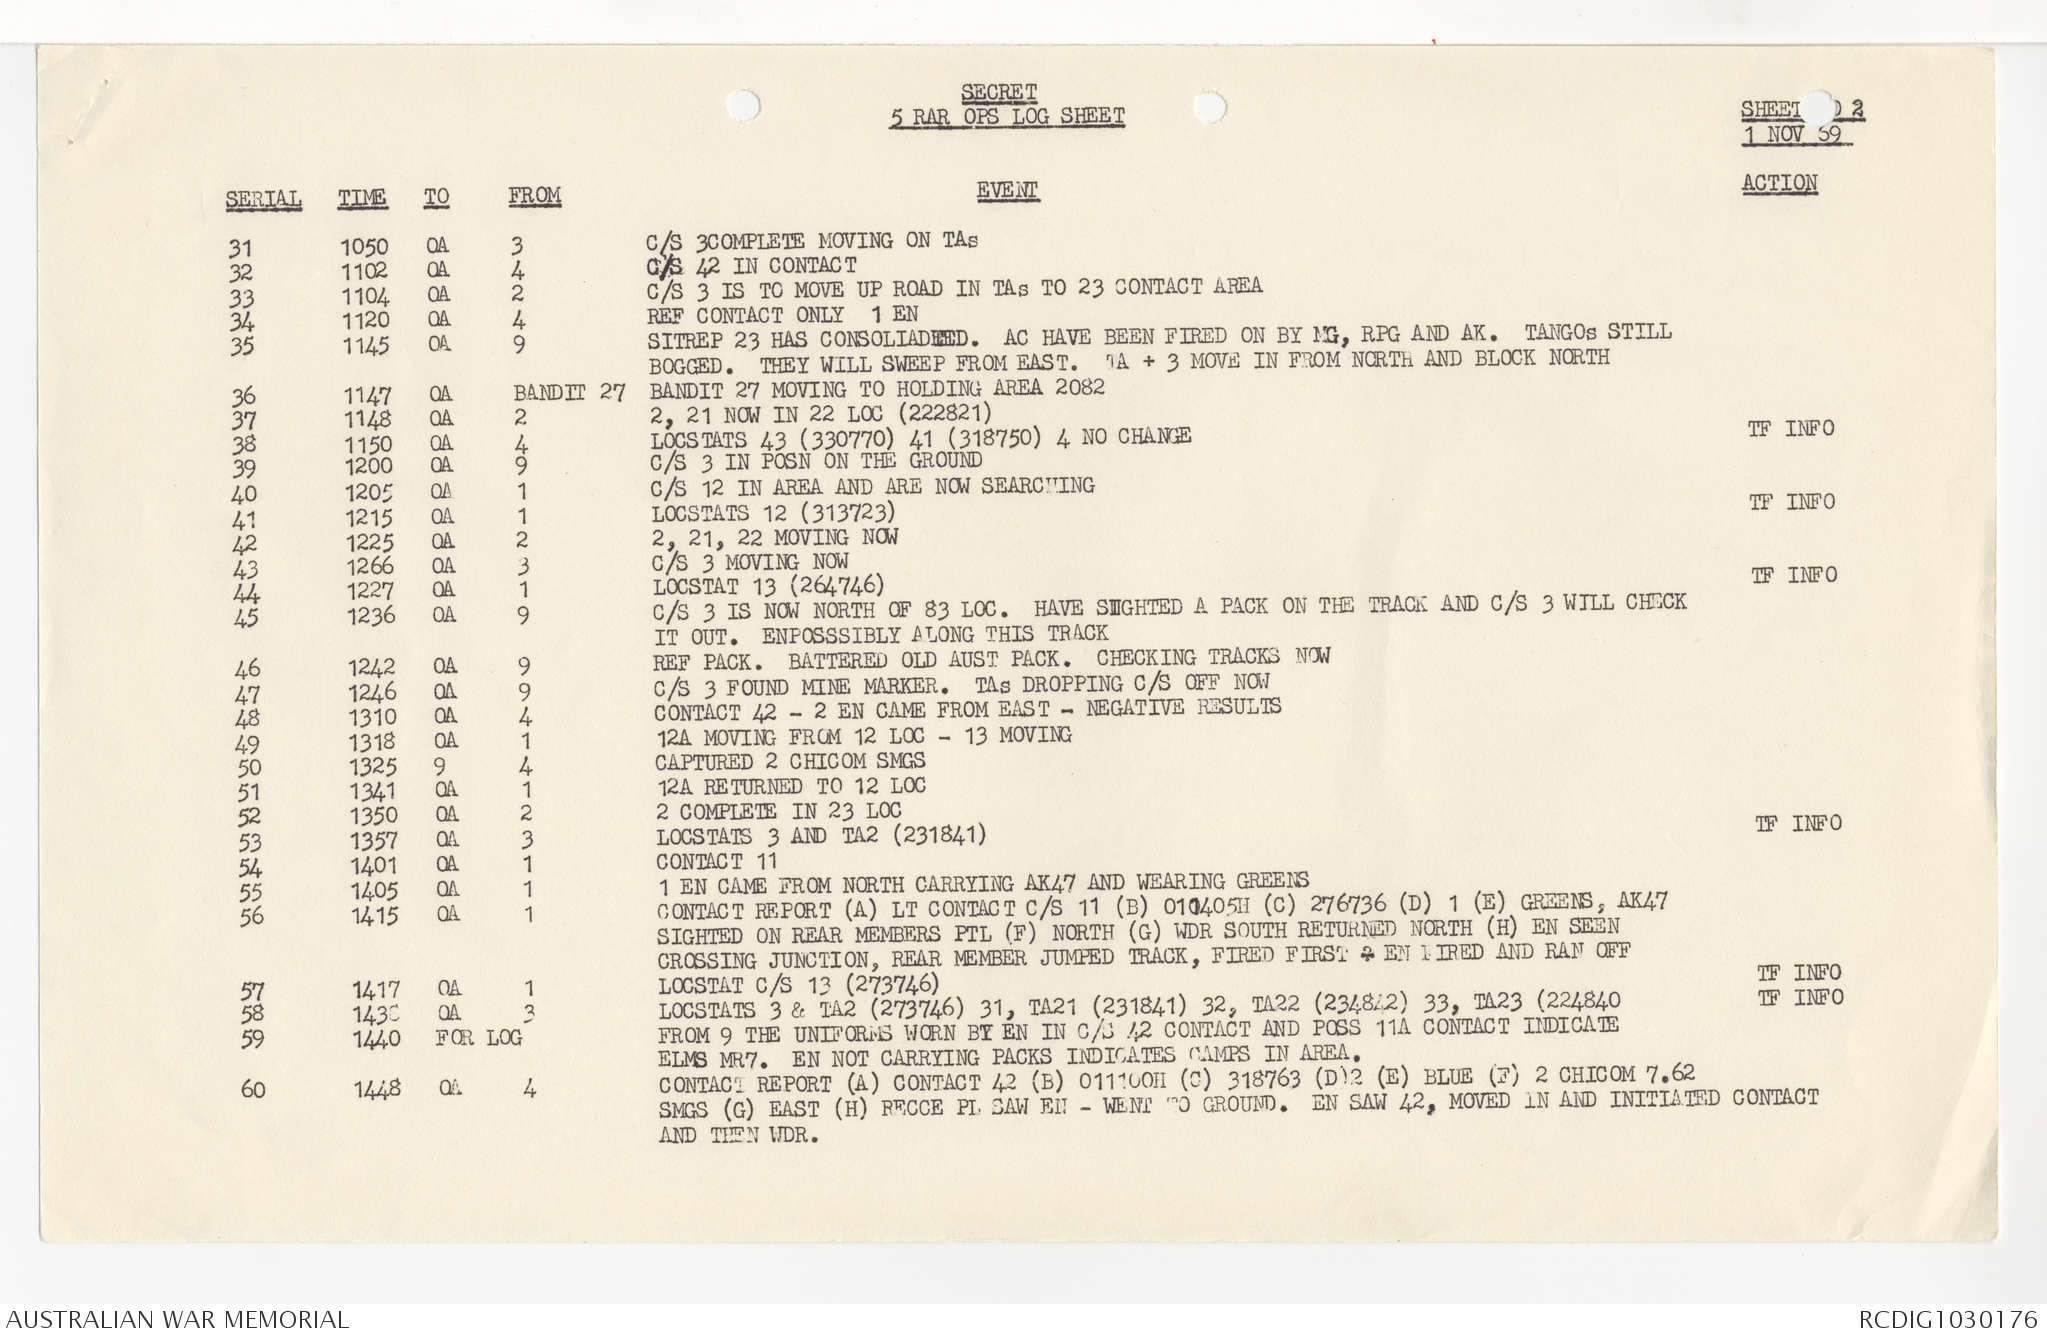 SECRET
5 RAR OPS LOG SHEET
SHEET O 2
1 NOV 69
SERIAL TIME TO FROM EVENT ACTION
31 1050 OA 3 C/S 3COMPLETE MOVING ON TAs
32 1102 OA 4 C/S 42 IN CONTACT
33 1104 OA 2 C/S 3 IS TO MOVE UP ROAD IN TAs TO 23 CONTACT AREA
34 1120 OA 4 REF CONTACT ONLY 1 EN
35 1145 OA 9 SITREP 23 HAS CONSOLIADEED. AC HAVE BEEN FIRED ON BY MG, RPG AND AK. TANGOs STILL
BOGGED. THEY WILL SWEEP FROM EAST. TA + 3 MOVE IN FROM NORTH AND BLOCK NORTH
36 1147 OA BANDIT 27 BANDIT 27 MOVING TO HOLDING AREA 2082
37 1148 OA 2 2, 21 NOW IN 22 LOC (222821)
38 1150 OA 4 LOCSTATS 43 (330770) 41 (318750) 4 NO CHANGE TF INFO
39 1200 OA 9 C/S 3 IN POSN ON THE GROUND
40 1205 OA 1 C/S 12 IN AREA AND ARE NOW SEARCHING
41 1215 OA 1 LOCSTATS 12 (313723) TF INFO
42 1225 OA 2 2, 21, 22 MOVING NOW
43 1266 OA 3 C/S 3 MOVING NOW
44 1227 OA 1 LOCSTAT 13 (264746) TF INFO
45 1236 OA 9 C/S 3 IS NOW NORTH OF 83 LOC. HAVE SIIGHTED A PACK ON THE TRACK AND C/S 3 WILL CHECK
IT OUT. ENPOSSSIBLY ALONG THIS TRACK
46 1242 OA 9 REF PACK. BATTERED OLD AUST PACK. CHECKING TRACKS NOW
47 1246 OA 9 C/S 3 FOUND MINE MARKER. TAs DROPPING C/S OFF NOW
48 1310 OA 4 CONTACT 42 - 2 EN CAME FROM EAST - NEGATIVE RESULTS
49 1318 OA 1 12A MOVING FROM 12 LOC - 13 MOVING
50 1325 9 4 CAPTURED 2 CHICOM SMGS
51 1341 OA 1 12A RETURNED TO 12 LOC
52 1350 OA 2 2 COMPLETE IN 23 LOC
53 1357 OA 3 LOCSTATS 3 AND TA2 (231841) TF INFO
54 1401 OA 1 CONTACT 11
55 1405 OA 1 1 EN CAME FROM NORTH CARRYING AK47 AND WEARING GREENS
56 1415 OA 1 CONTACT REPORT (A) LT CONTACT C/S 11 (B) 010405H (C) 276736 (D) 1 (E) GREENS, AK47
SIGHTED ON REAR MEMBERS PTL (F) NORTH (G) WDR SOUTH RETURNED NORTH (H) EN SEEN
CROSSING JUNCTION, REAR MEMBER JUMPED TRACK, FIRED FIRST & EN FIRED AND RAN OFF
57 1417 OA 1 LOCSTAT C/S 13 (273746) TF INFO
58 OA 3 LOCSTATS 3 & TA2 (273746) 31, TA21 (231841) 32, TA22 (234842) 33, TA23 (224840 TF INFO
59 1440 FOR LOG FROM 9 THE UNIFORMS WORN BY EN IN C/S 42 CONTACT AND POSS 11A CONTACT INDICATE
ELMS MR7. EN NOT CARRYING PACKS INDICATES CAMPS IN AREA.
60 1448 OA 4 CONTACT REPORT (A) CONTACT 42 (B) 011100H (C) 318763 (D)2 (E) BLUE (F) 2 CHICOM 7.62
SMGS (G) EAST (H) RECCE PL SAW EN - WENT TO GROUND. EN SAW 42, MOVED IN AND INITIATED CONTACT
AND THEN WDR.
AUSTRALIAN WAR MEMORIAL RCDIG1030176